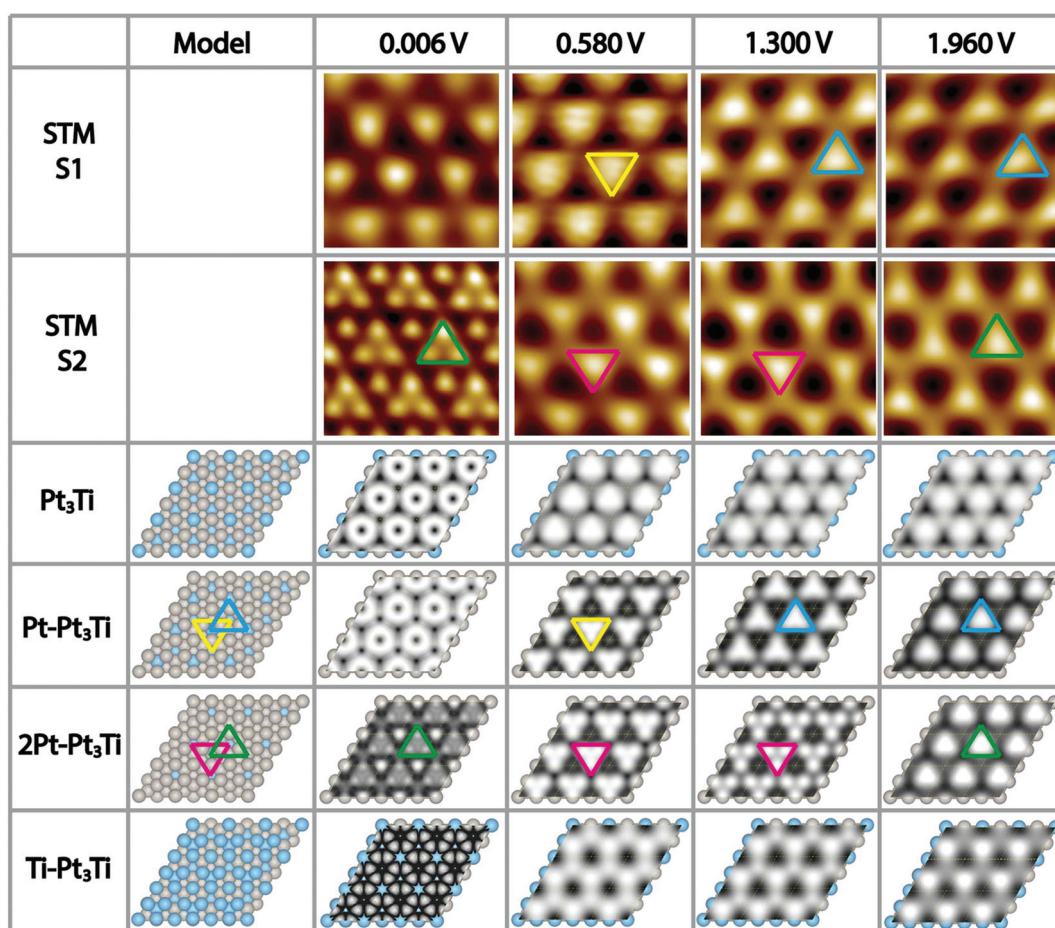 Model 0.006 V 0.580 V 1.300 V 1.960 V
STM
S1
STM
S2
Pt₃Ti
Pt-Pt₃Ti
2Pt-Pt₃Ti
Ti-Pt₃Ti